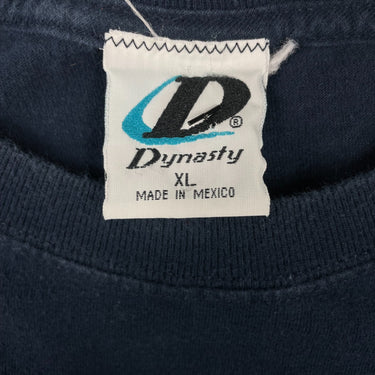 D®
Dynasty
XL
MADE IN MEXICO